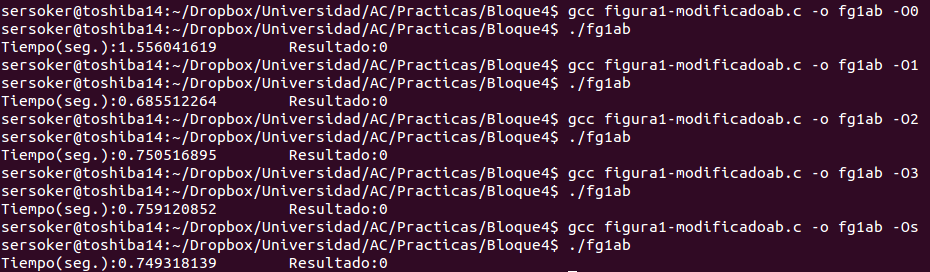 sersoker@toshiba14:~/Dropbox/Universidad/AC/Practicas/Bloque4$ gcc figura1-modificadoab.c -o fg1ab -O0
sersoker@toshiba14:~/Dropbox/Universidad/AC/Practicas/Bloque4$ ./fg1ab
Tiempo(seg.):1.556041619        Resultado:0
sersoker@toshiba14:~/Dropbox/Universidad/AC/Practicas/Bloque4$ gcc figura1-modificadoab.c -o fg1ab -O1
sersoker@toshiba14:~/Dropbox/Universidad/AC/Practicas/Bloque4$ ./fg1ab
Tiempo(seg.):0.685512264        Resultado:0
sersoker@toshiba14:~/Dropbox/Universidad/AC/Practicas/Bloque4$ gcc figura1-modificadoab.c -o fg1ab -O2
sersoker@toshiba14:~/Dropbox/Universidad/AC/Practicas/Bloque4$ ./fg1ab
Tiempo(seg.):0.750516895        Resultado:0
sersoker@toshiba14:~/Dropbox/Universidad/AC/Practicas/Bloque4$ gcc figura1-modificadoab.c -o fg1ab -O3
sersoker@toshiba14:~/Dropbox/Universidad/AC/Practicas/Bloque4$ ./fg1ab
Tiempo(seg.):0.759120852        Resultado:0
sersoker@toshiba14:~/Dropbox/Universidad/AC/Practicas/Bloque4$ gcc figura1-modificadoab.c -o fg1ab -Os
sersoker@toshiba14:~/Dropbox/Universidad/AC/Practicas/Bloque4$ ./fg1ab
Tiempo(seg.):0.749318139        Resultado:0